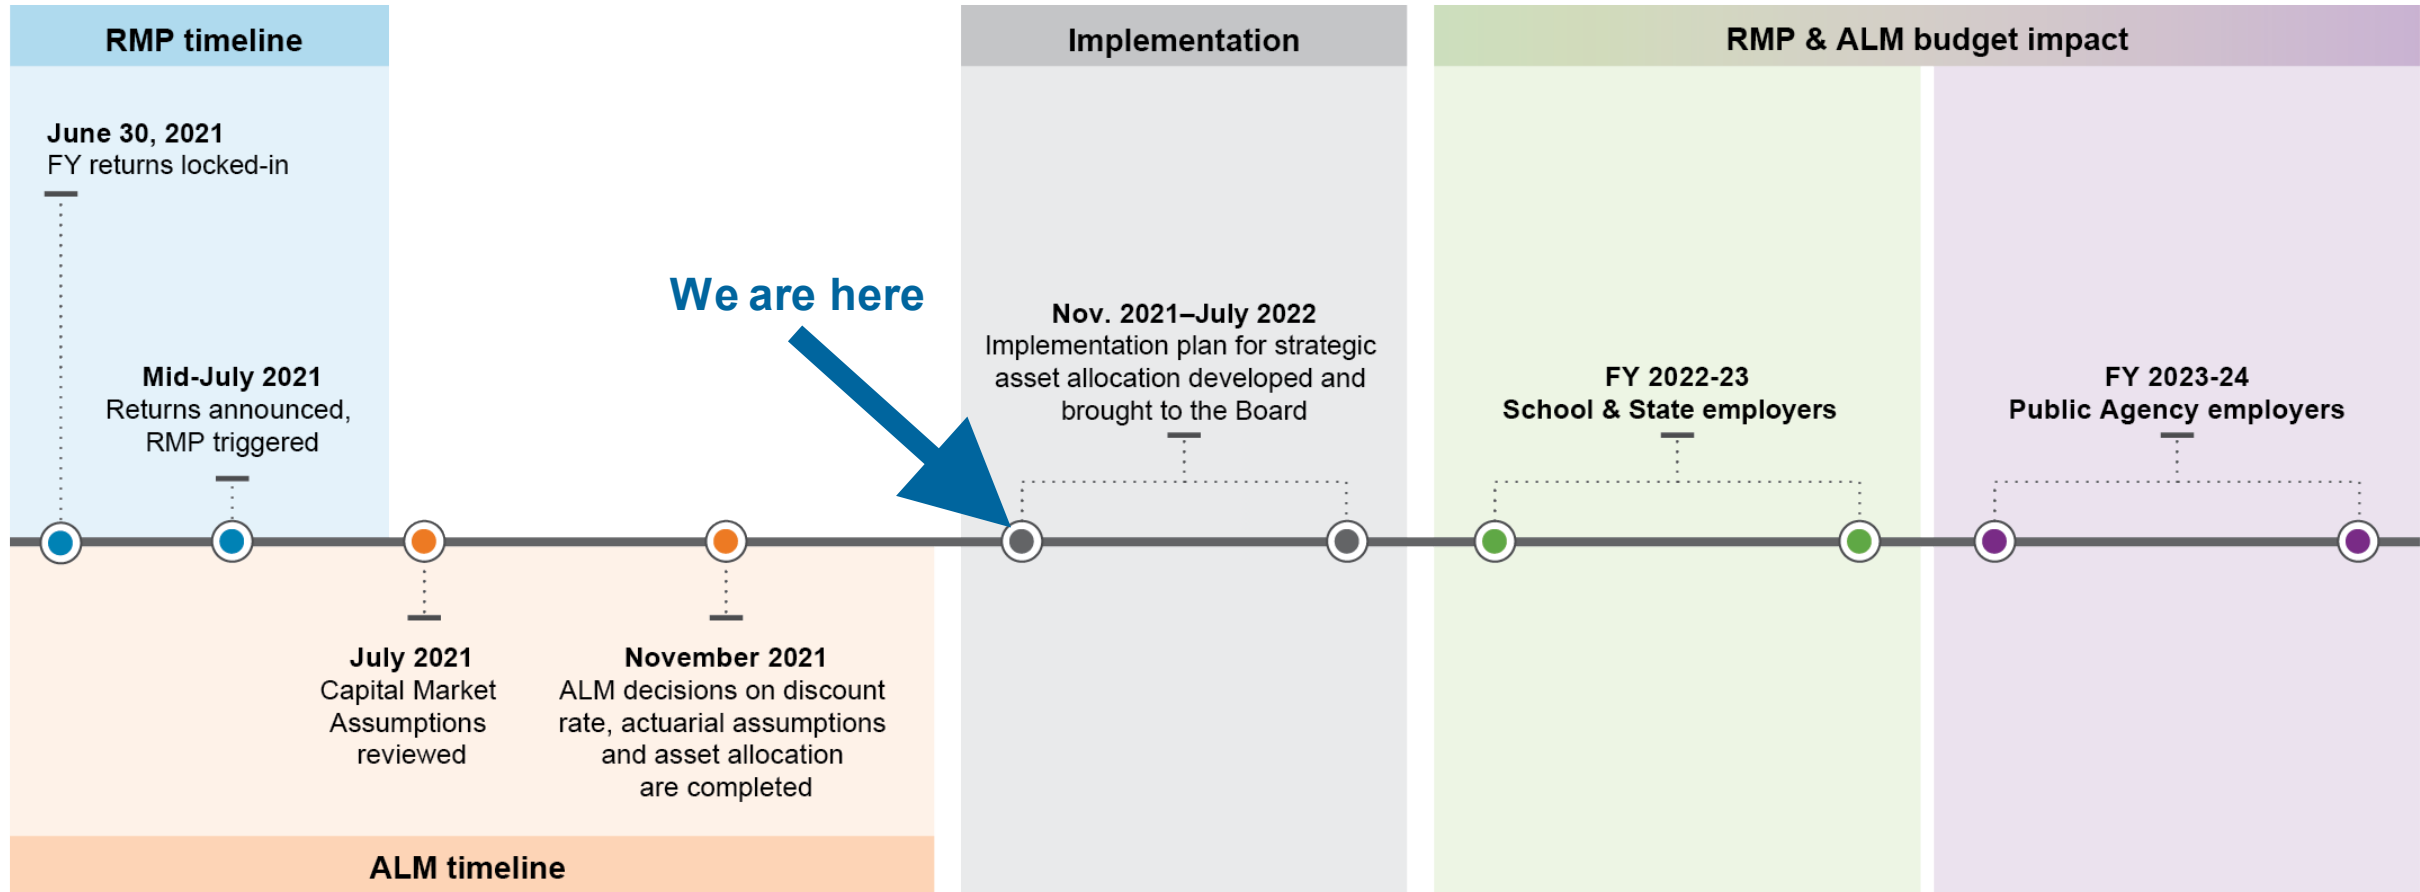 RMP timeline
Implementation
RMP & ALM budget impact
June 30, 2021
FY returns locked-in
Mid-July 2021
Returns announced,
RMP triggered
We are here
Nov. 2021–July 2022
Implementation plan for strategic
asset allocation developed and
brought to the Board
FY 2022-23
School & State employers
FY 2023-24
Public Agency employers
July 2021
Capital Market
Assumptions
reviewed
November 2021
ALM decisions on discount
rate, actuarial assumptions
and asset allocation
are completed
ALM timeline